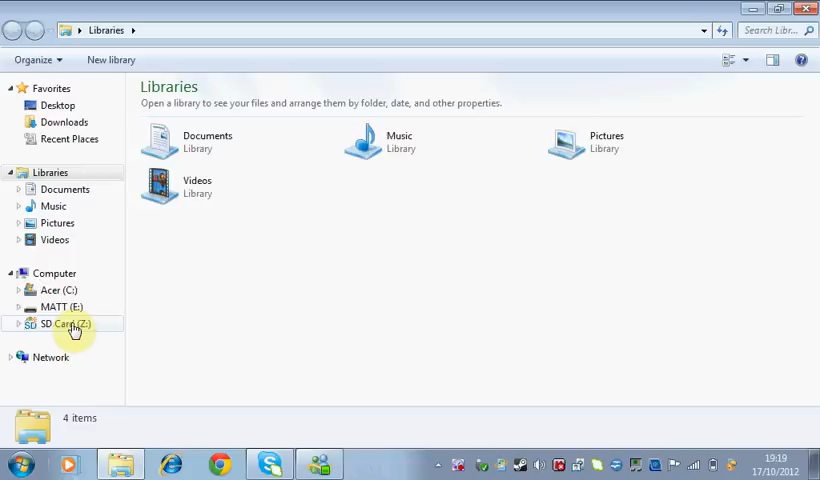 Libraries
Search Libr...
Organize
New library
Favorites
Desktop
Downloads
Recent Places
Libraries
Documents
Music
Pictures
Videos
Computer
Acer (C:)
MATT (E:)
SD Card (Z:)
Network
Libraries
Open a library to see your files and arrange them by folder, date, and other properties.
Documents
Library
Music
Library
Pictures
Library
Videos
Library
4 items
19:19
17/10/2012